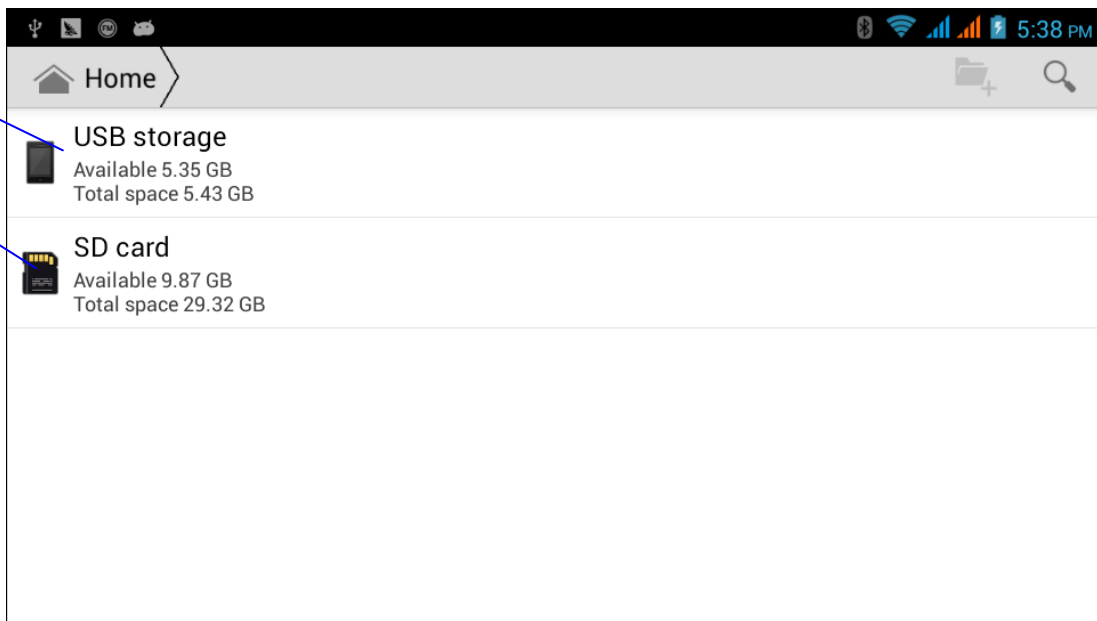 5:38 PM
Home
USB storage
Available 5.35 GB
Total space 5.43 GB
SD card
Available 9.87 GB
Total space 29.32 GB